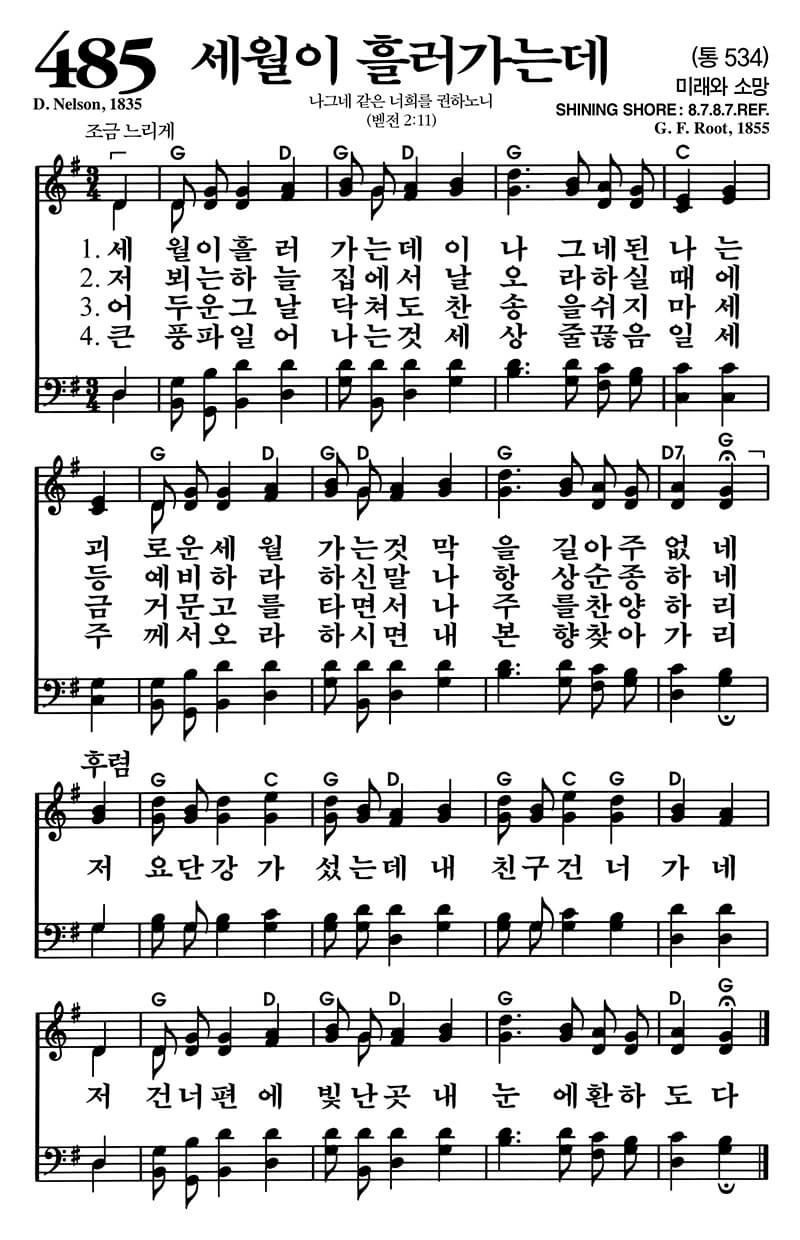 485 세월이 흘러가는데 (통 534)
미래와 소망
D. Nelson, 1835 나그네 같은 너희를 권하노니 SHINING SHORE : 8.7.8.7.REF.
(벧전 2:11) G. F. Root, 1855
조금 느리게
G D G D G C
3 4
1. 세 월이흘 러 가는데 이 나 그네된 나 는
2. 저 뵈는하 늘 집에서 날 오 라하실 때 에
3. 어 두운그 날 닥쳐도 찬 송 을쉬지 마 세
4. 큰 풍파일 어 나는것 세 상 줄끊음 일 세
3 4
G D G D G D7 G
괴 로운세 월 가는것 막 을 길아주 없 네
등 예비하 라 하신말 나 항 상순종 하 네
금 거문고 를 타면서 나 주 를찬양 하 리
주 께서오 라 하시면 내 본 향찾아 가 리
후렴
G C G D G C G D
저 요단강 가 섰는데 내 친구건 너 가 네
G D G D G D G
저 건너편 에 빛난곳 내 눈 에환하 도 다